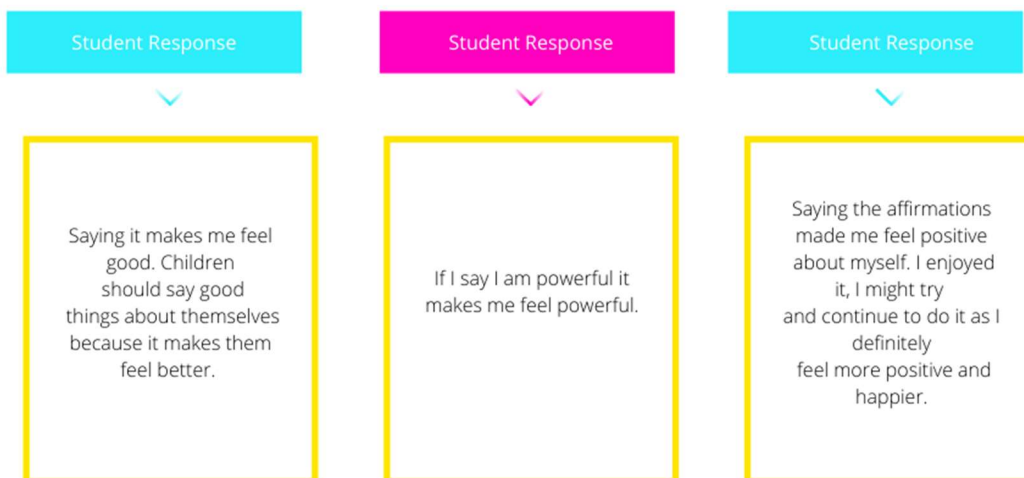 Student Response
Saying it makes me feel
good. Children
should say good
things about themselves
because it makes them
feel better.
Student Response
If I say I am powerful it
makes me feel powerful.
Student Response
Saying the affirmations
made me feel positive
about myself. I enjoyed
it, I might try
and continue to do it as I
definitely
feel more positive and
happier.